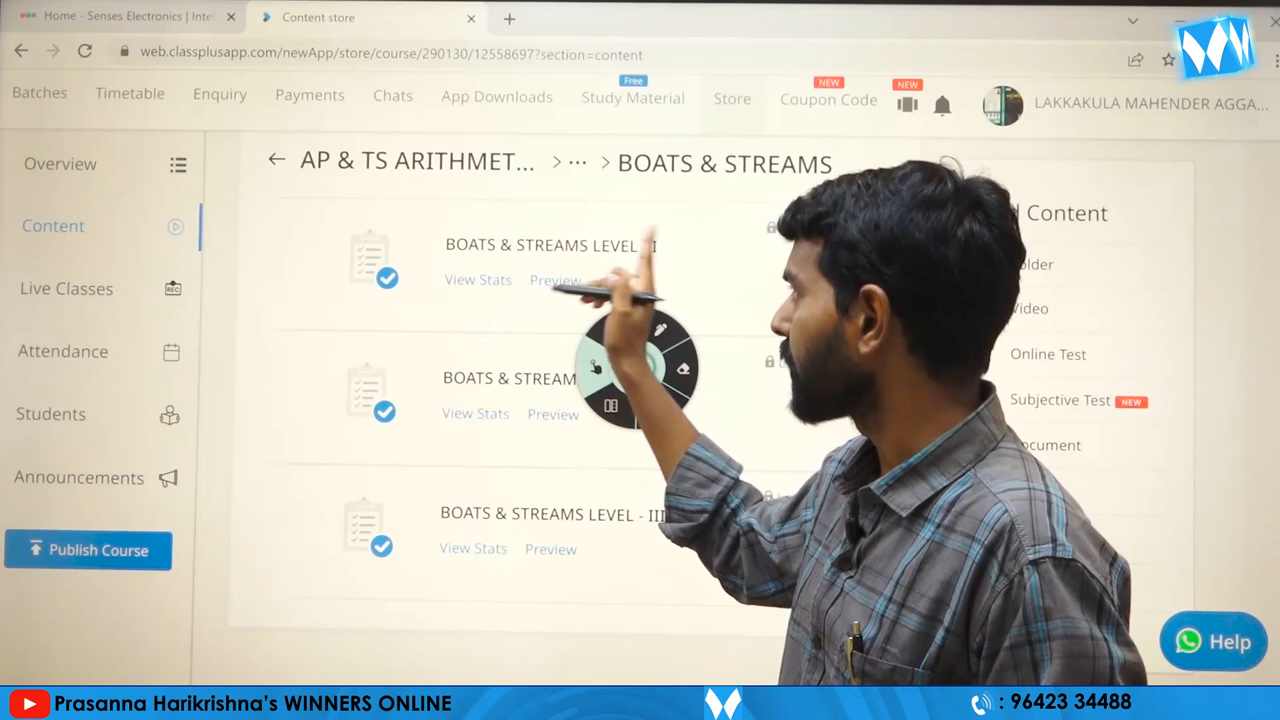 Home - Senses Electronics | Inte
Content store
web.classplusapp.com/newApp/store/course/290130/12558697?section=content
Batches
Timetable
Enquiry
Payments
Chats
App Downloads
Free
Study Material
Store
NEW
Coupon Code
NEW
LAKKAKULA MAHENDER AGGA...
Overview
Content
Live Classes
REC
Attendance
Students
Announcements
Publish Course
AP & TS ARITHMET... > ... > BOATS & STREAMS
BOATS & STREAMS LEVEL
View Stats Preview
BOATS & STREAM
View Stats Preview
BOATS & STREAMS LEVEL - III
View Stats Preview
Content
older
Video
Online Test
Subjective Test NEW
ocument
Help
Prasanna Harikrishna's WINNERS ONLINE
: 96423 34488